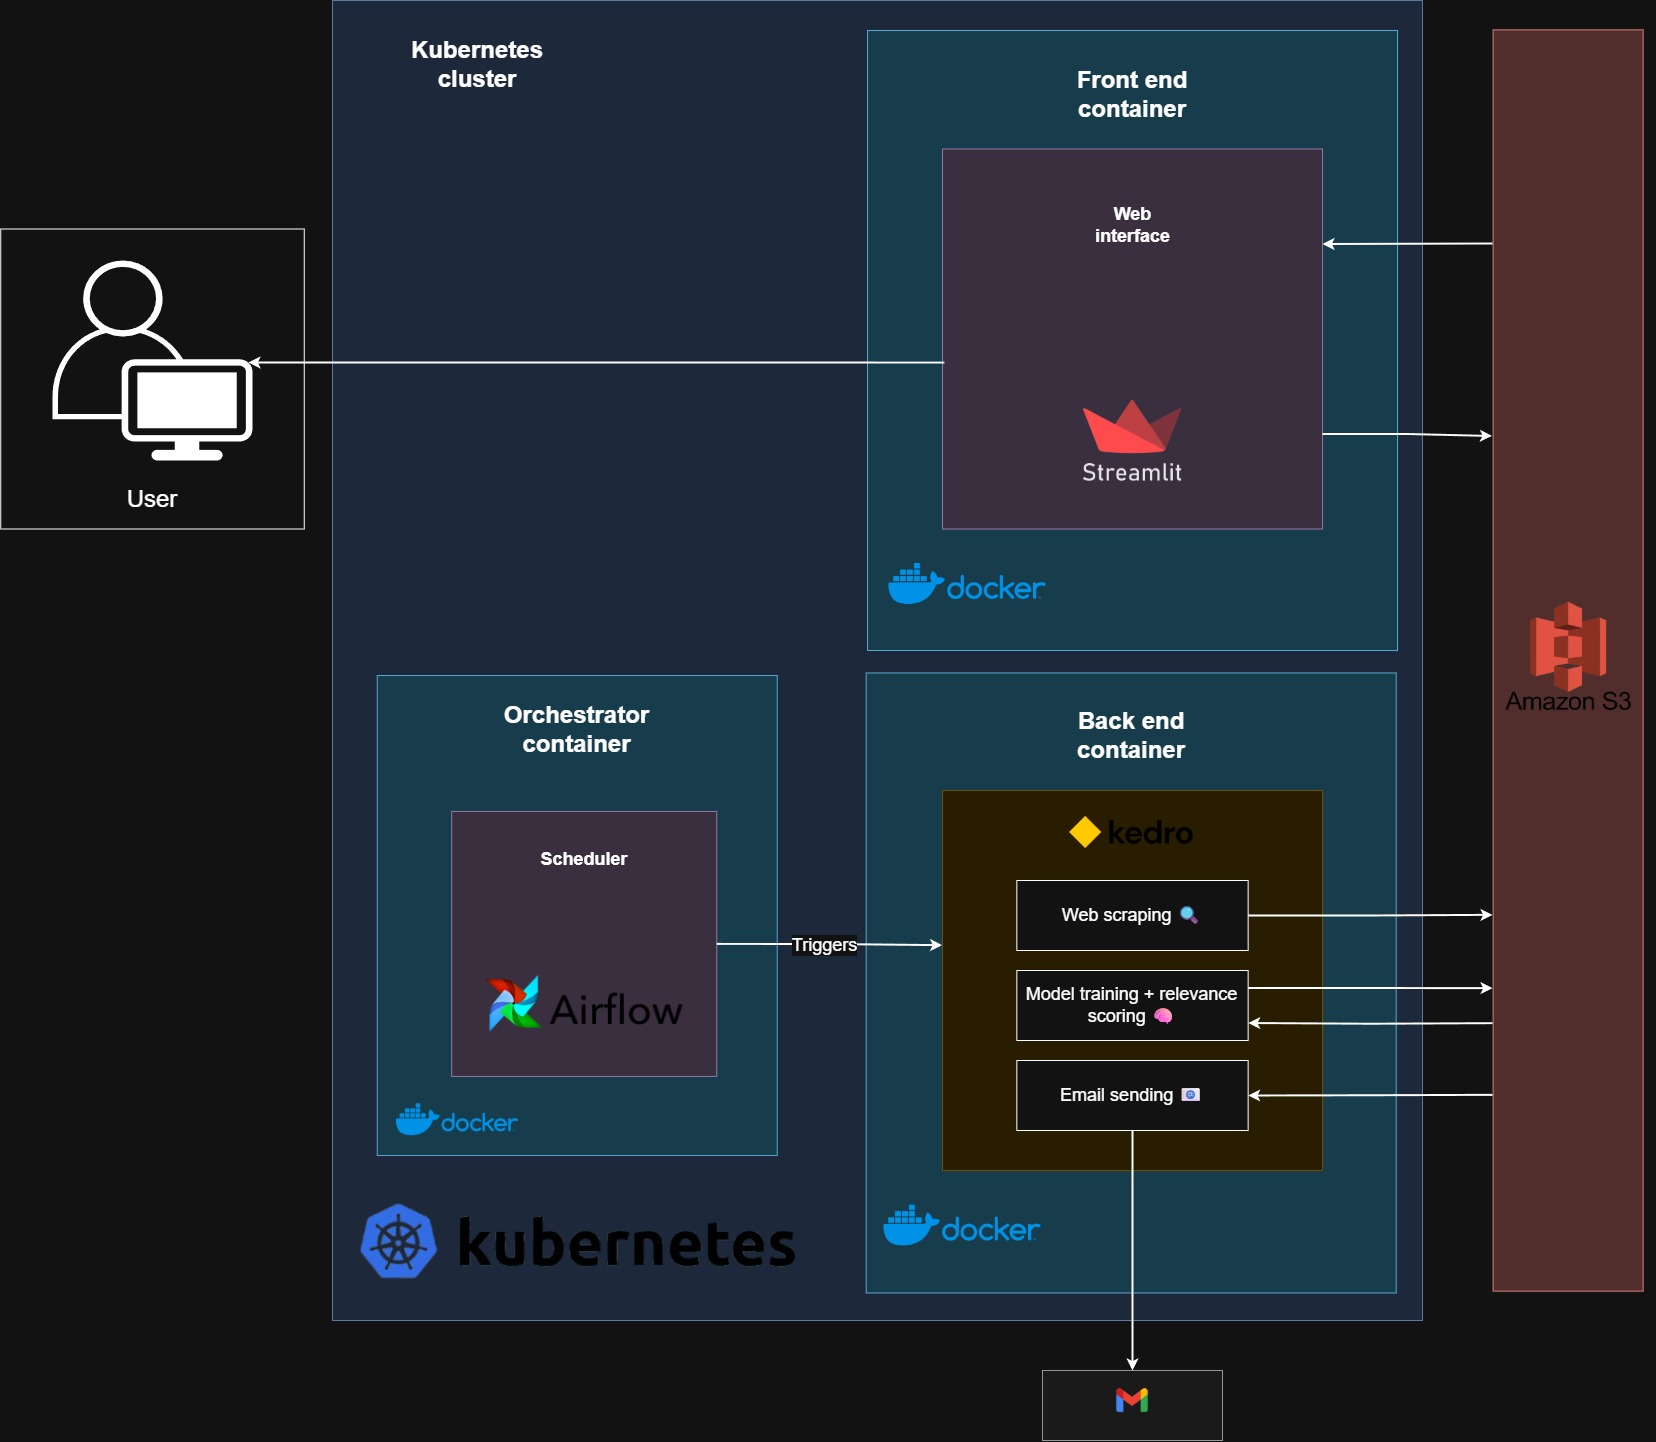 Kubernetes
cluster
Front end
container
Web
interface
Streamlit
docker
User
Amazon S3
Orchestrator
container
Scheduler
Airflow
docker
kubernetes
Triggers
Back end
container
kedro
Web scraping
Model training + relevance
scoring
Email sending
docker